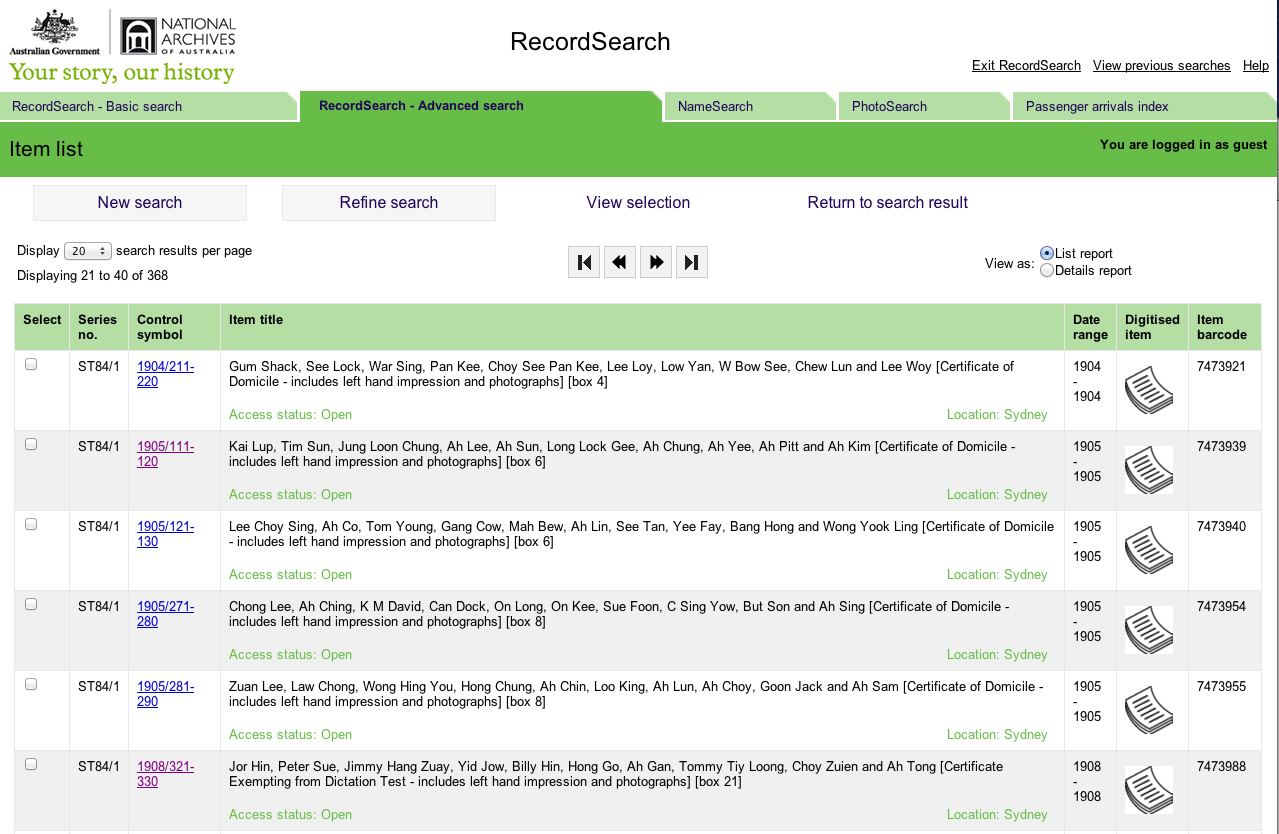 NATIONAL
ARCHIVES
OF AUSTRALIA
Australian Government
Your story, our history
RecordSearch
Exit RecordSearch View previous searches Help
RecordSearch - Basic search RecordSearch - Advanced search NameSearch PhotoSearch Passenger arrivals index
Item list
You are logged in as guest
New search Refine search View selection Return to search result
Display 20 search results per page
Displaying 21 to 40 of 368
View as: List report
Details report
Select Series no. Control symbol Item title Date range Digitised item Item barcode
ST84/1 1904/211-220 Gum Shack, See Lock, War Sing, Pan Kee, Choy See Pan Kee, Lee Loy, Low Yan, W Bow See, Chew Lun and Lee Woy [Certificate of
Domicile - includes left hand impression and photographs] [box 4]
1904 - 1904 7473921
Access status: Open Location: Sydney
ST84/1 1905/111-120 Kai Lup, Tim Sun, Jung Loon Chung, Ah Lee, Ah Sun, Long Lock Gee, Ah Chung, Ah Yee, Ah Pitt and Ah Kim [Certificate of Domicile -
includes left hand impression and photographs] [box 6]
1905 - 1905 7473939
Access status: Open Location: Sydney
ST84/1 1905/121-130 Lee Choy Sing, Ah Co, Tom Young, Gang Cow, Mah Bew, Ah Lin, See Tan, Yee Fay, Bang Hong and Wong Yook Ling [Certificate of Domicile
- includes left hand impression and photographs] [box 6]
1905 - 1905 7473940
Access status: Open Location: Sydney
ST84/1 1905/271-280 Chong Lee, Ah Ching, K M David, Can Dock, On Long, On Kee, Sue Foon, C Sing Yow, But Son and Ah Sing [Certificate of Domicile -
includes left hand impression and photographs] [box 8]
1905 - 1905 7473954
Access status: Open Location: Sydney
ST84/1 1905/281-290 Zuan Lee, Law Chong, Wong Hing You, Hong Chung, Ah Chin, Loo King, Ah Lun, Ah Choy, Goon Jack and Ah Sam [Certificate of Domicile -
includes left hand impression and photographs] [box 8]
1905 - 1905 7473955
Access status: Open Location: Sydney
ST84/1 1908/321-330 Jor Hin, Peter Sue, Jimmy Hang Zuay, Yid Jow, Billy Hin, Hong Go, Ah Gan, Tommy Tiy Loong, Choy Zuien and Ah Tong [Certificate
Exempting from Dictation Test - includes left hand impression and photographs] [box 21]
1908 - 1908 7473988
Access status: Open Location: Sydney